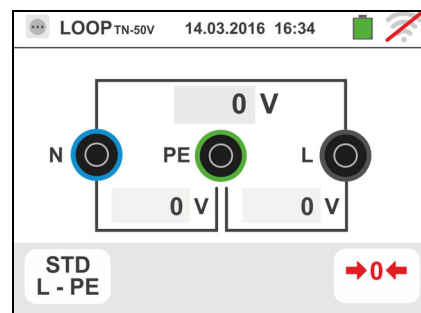 LOOP TN-50V 14.03.2016 16:34
0 V
N PE L
0 V 0 V
STD
L - PE
→0←